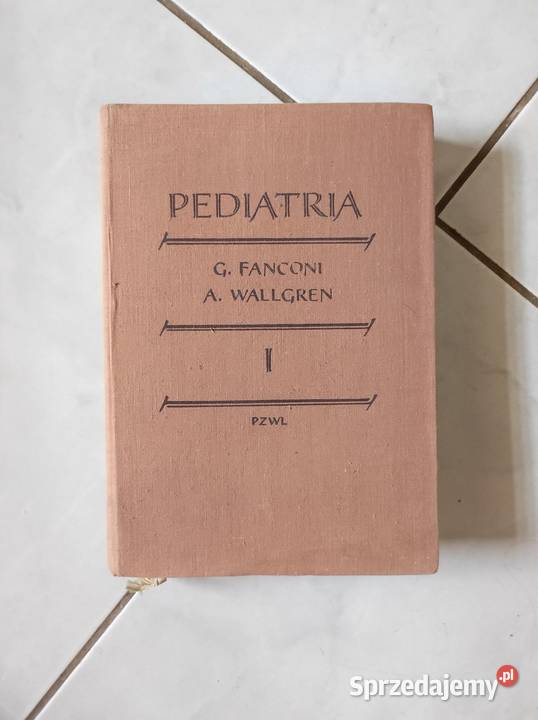 PEDIATRIA
G. FANCONI
A. WALLGREN
I
PZWL
Sprzedajemy.pl